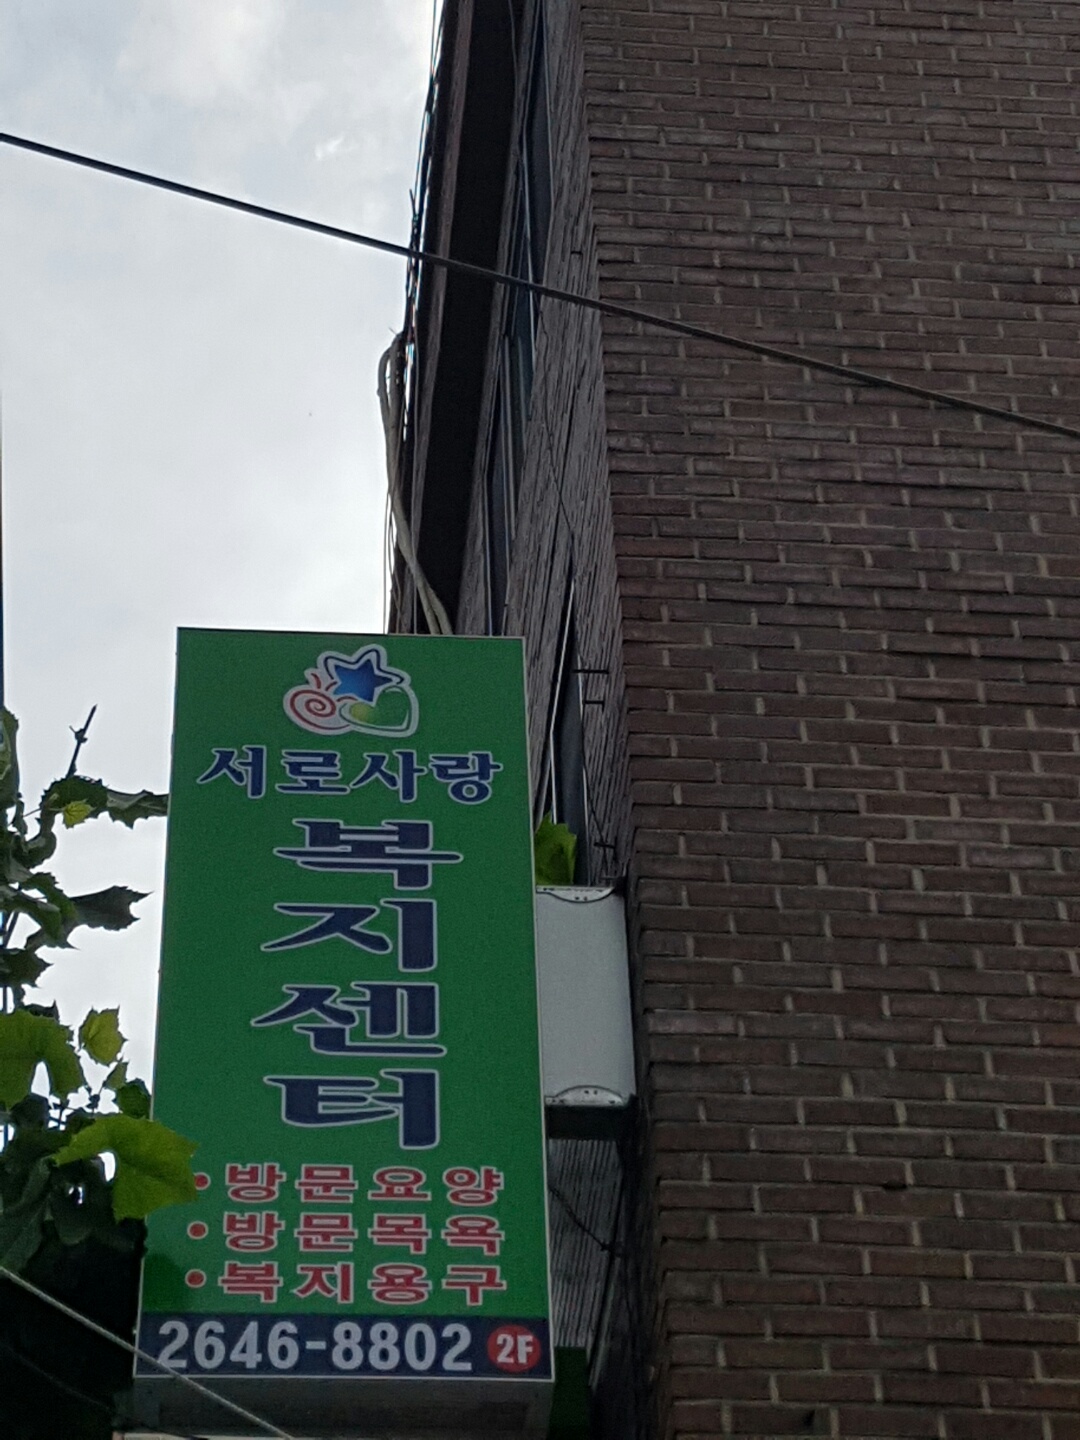 서로사랑
복지센터
• 방문요양
• 방문목욕
• 복지용구
2646-8802 2F